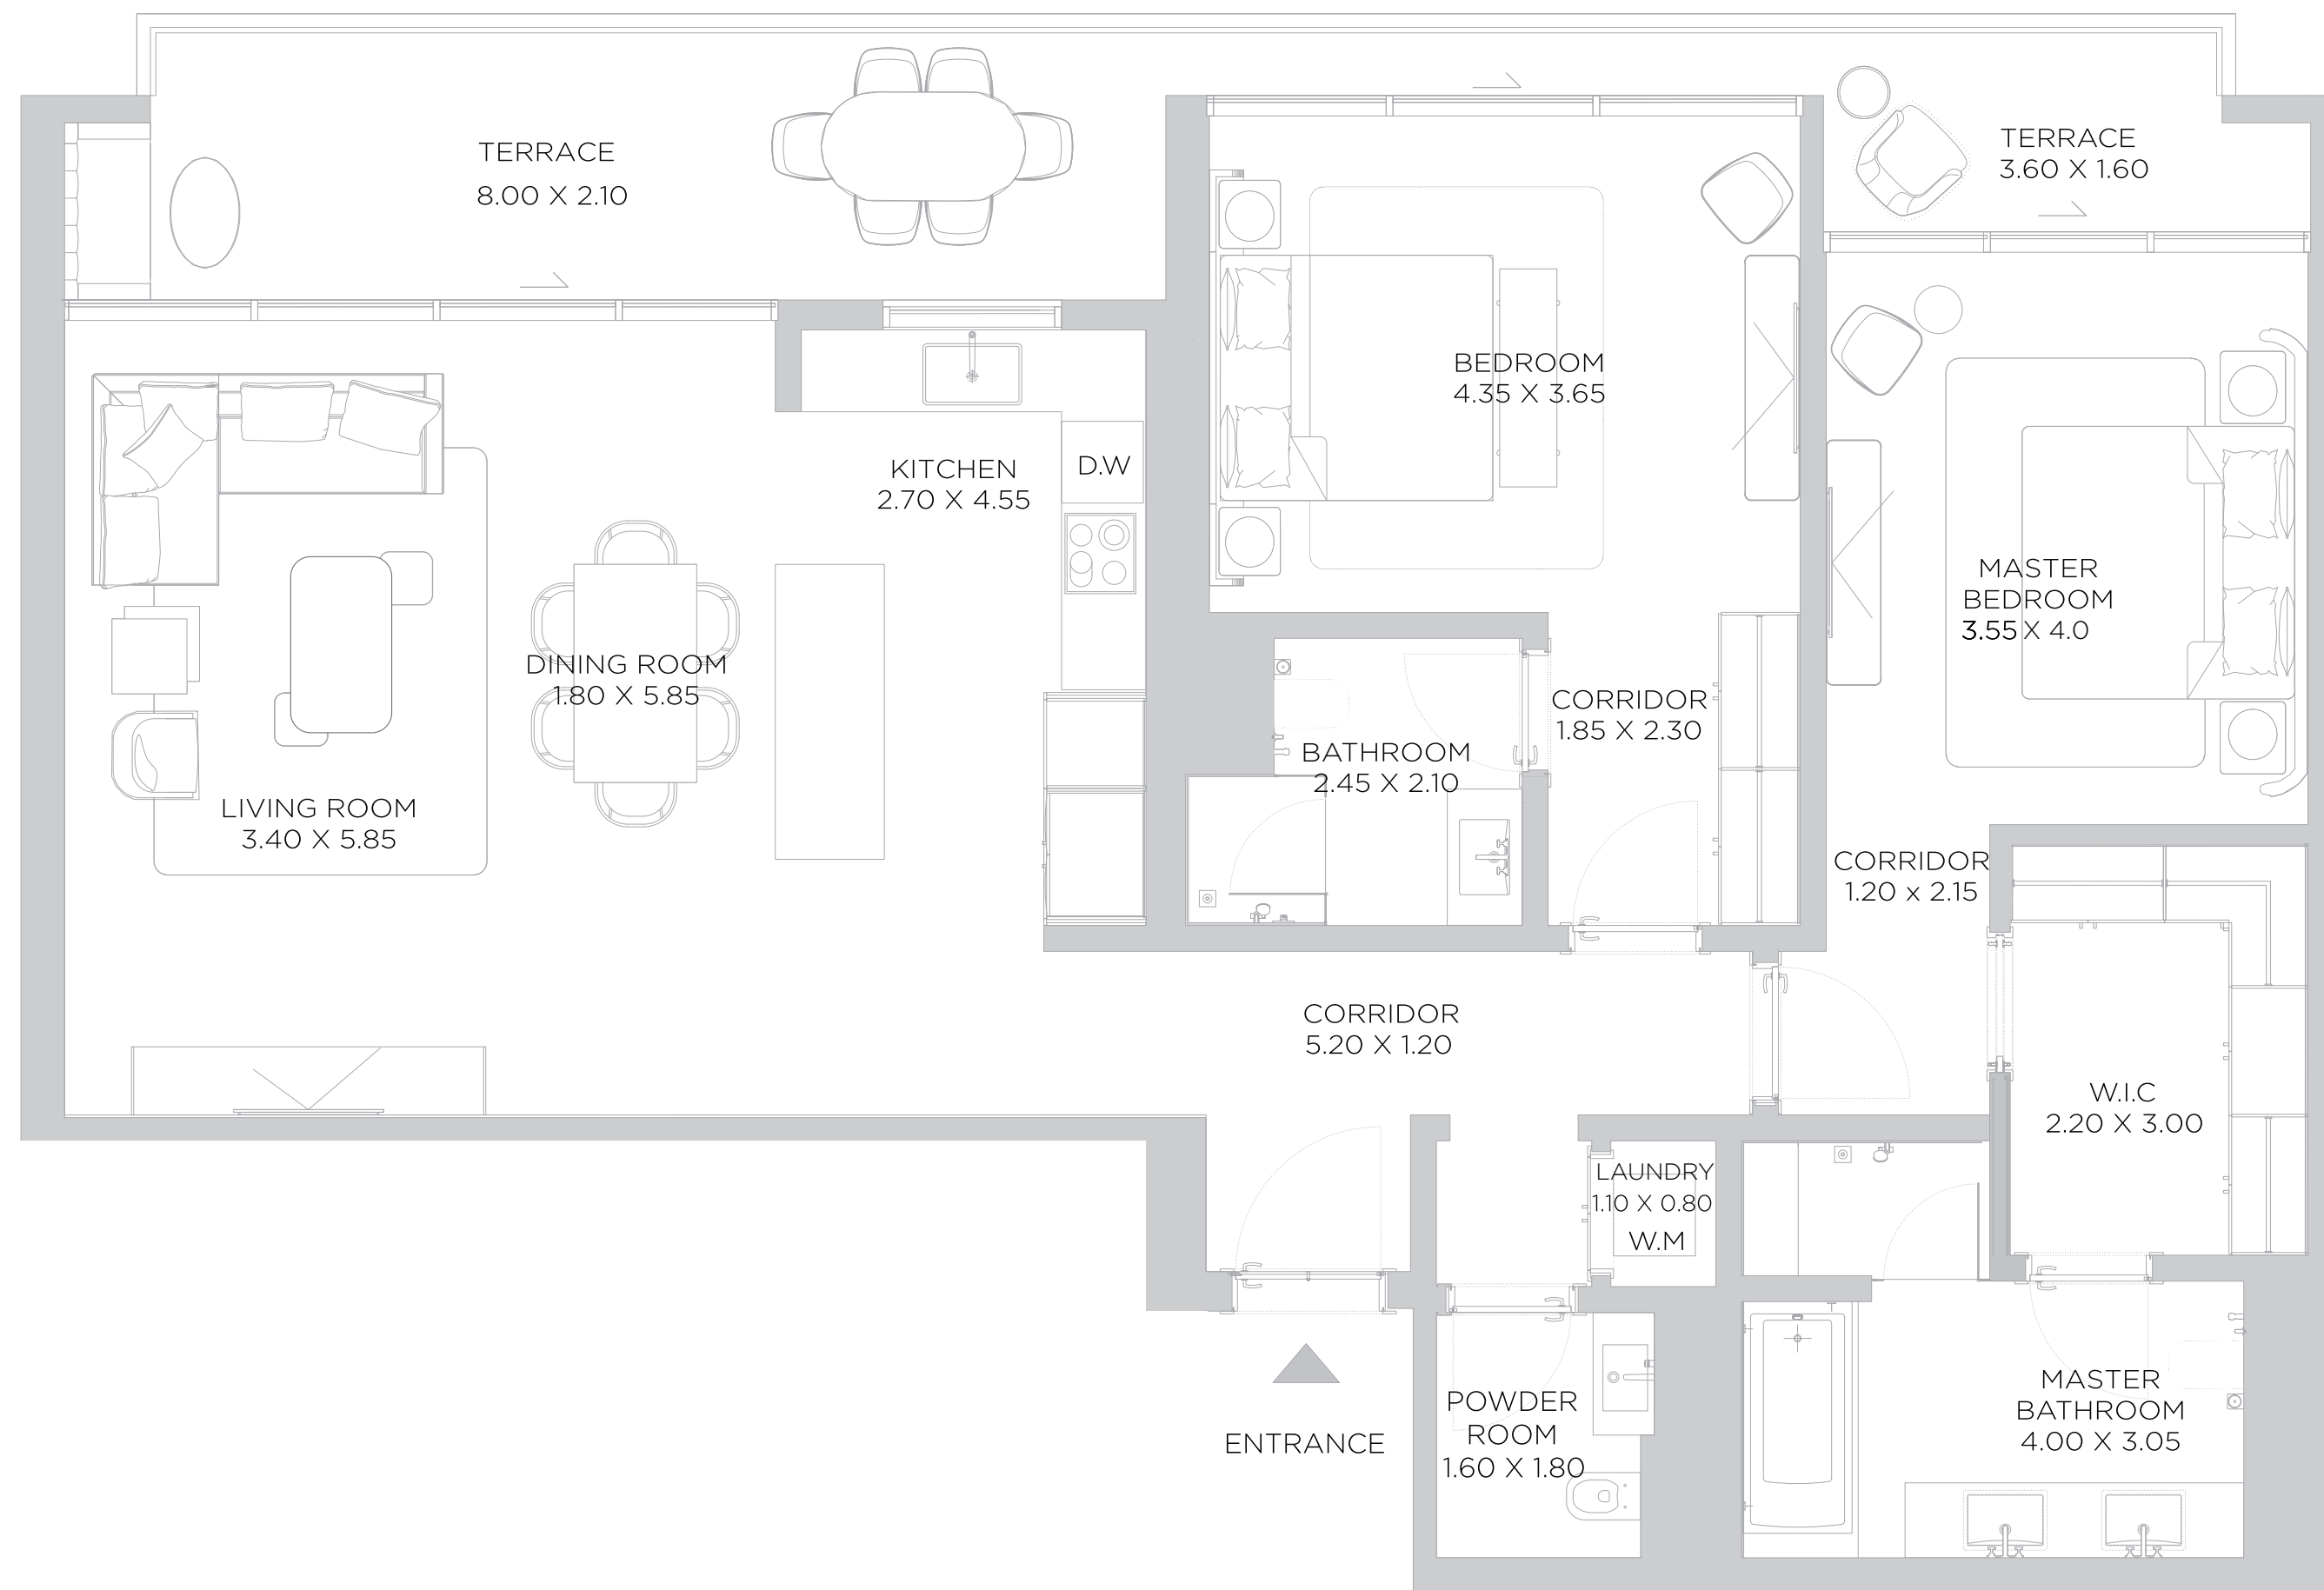 TERRACE
8.00 X 2.10
TERRACE
3.60 X 1.60
BEDROOM
4.35 X 3.65
KITCHEN
2.70 X 4.55
D.W
MASTER
BEDROOM
3.55 X 4.0
DINING ROOM
1.80 X 5.85
CORRIDOR
1.85 X 2.30
BATHROOM
2.45 X 2.10
LIVING ROOM
3.40 X 5.85
CORRIDOR
1.20 x 2.15
CORRIDOR
5.20 X 1.20
W.I.C
2.20 X 3.00
LAUNDRY
1.10 X 0.80
W.M
POWDER
ROOM
1.60 X 1.80
MASTER
BATHROOM
4.00 X 3.05
ENTRANCE